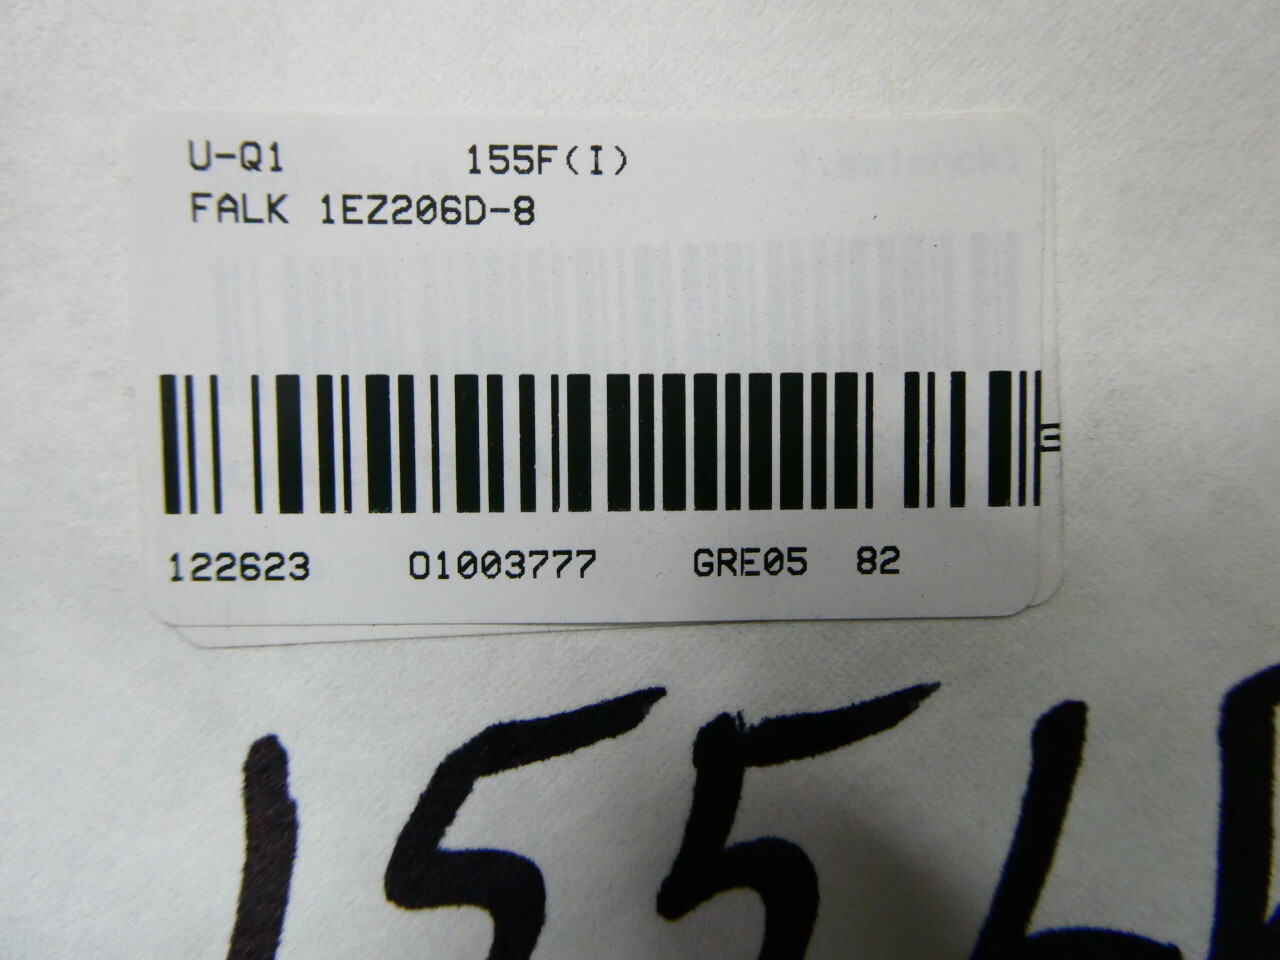 U-Q1 155F(I)
FALK 1EZ206D-8
122623 01003777 GRE05 82
155